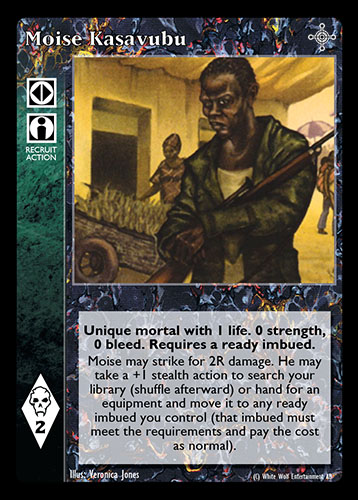 Moise Kasavubu
RECRUIT
ACTION
Unique mortal with 1 life. 0 strength,
0 bleed. Requires a ready imbued.
Moise may strike for 2R damage. He may
take a +1 stealth action to search your
library (shuffle afterward) or hand for an
equipment and move it to any ready
imbued you control (that imbued must
meet the requirements and pay the cost
as normal).
2
Illus: Veronica Jones
(C) White Wolf Entertainment AB